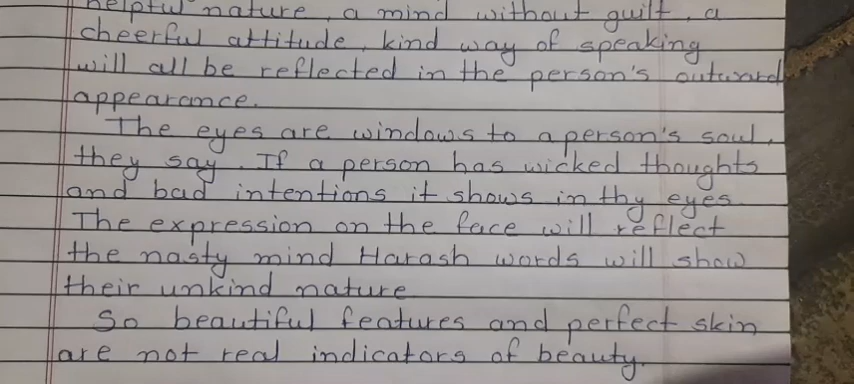 helpful nature, a mind without guilt, a
cheerful attitude, kind way of speaking
will all be reflected in the person's outward
appearance.
The eyes are windows to a person's soul,
they say. If a person has wicked thoughts
and bad intentions it shows in thy eyes.
The expression on the face will reflect
the nasty mind Harash words will show
their unkind nature
So beautiful features and perfect skin
are not real indicators of beauty.